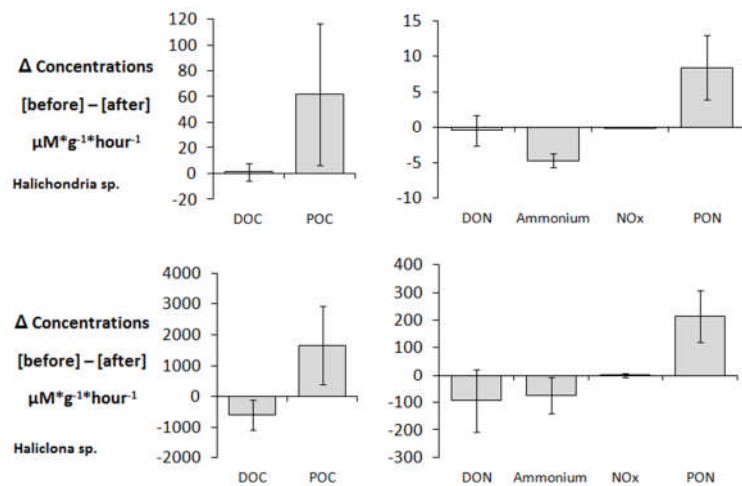 Δ Concentrations
[before] – [after]
µM*g⁻¹*hour⁻¹
Halichondria sp.
120
100
80
60
40
20
0
-20
DOC POC
15
10
5
0
-5
-10
DON Ammonium NOx PON
Δ Concentrations
[before] – [after]
µM*g⁻¹*hour⁻¹
Haliclona sp.
4000
3000
2000
1000
0
-1000
-2000
DOC POC
400
300
200
100
0
-100
-200
-300
DON Ammonium NOx PON